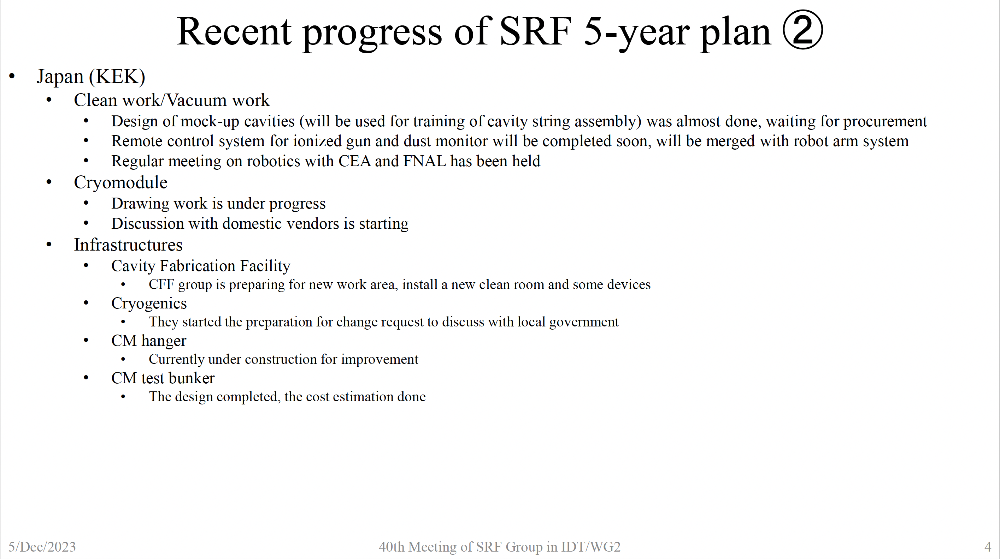 Recent progress of SRF 5-year plan ②
• Japan (KEK)
• Clean work/Vacuum work
• Design of mock-up cavities (will be used for training of cavity string assembly) was almost done, waiting for procurement
• Remote control system for ionized gun and dust monitor will be completed soon, will be merged with robot arm system
• Regular meeting on robotics with CEA and FNAL has been held
• Cryomodule
• Drawing work is under progress
• Discussion with domestic vendors is starting
• Infrastructures
• Cavity Fabrication Facility
• CFF group is preparing for new work area, install a new clean room and some devices
• Cryogenics
• They started the preparation for change request to discuss with local government
• CM hanger
• Currently under construction for improvement
• CM test bunker
• The design completed, the cost estimation done
5/Dec/2023
40th Meeting of SRF Group in IDT/WG2
4